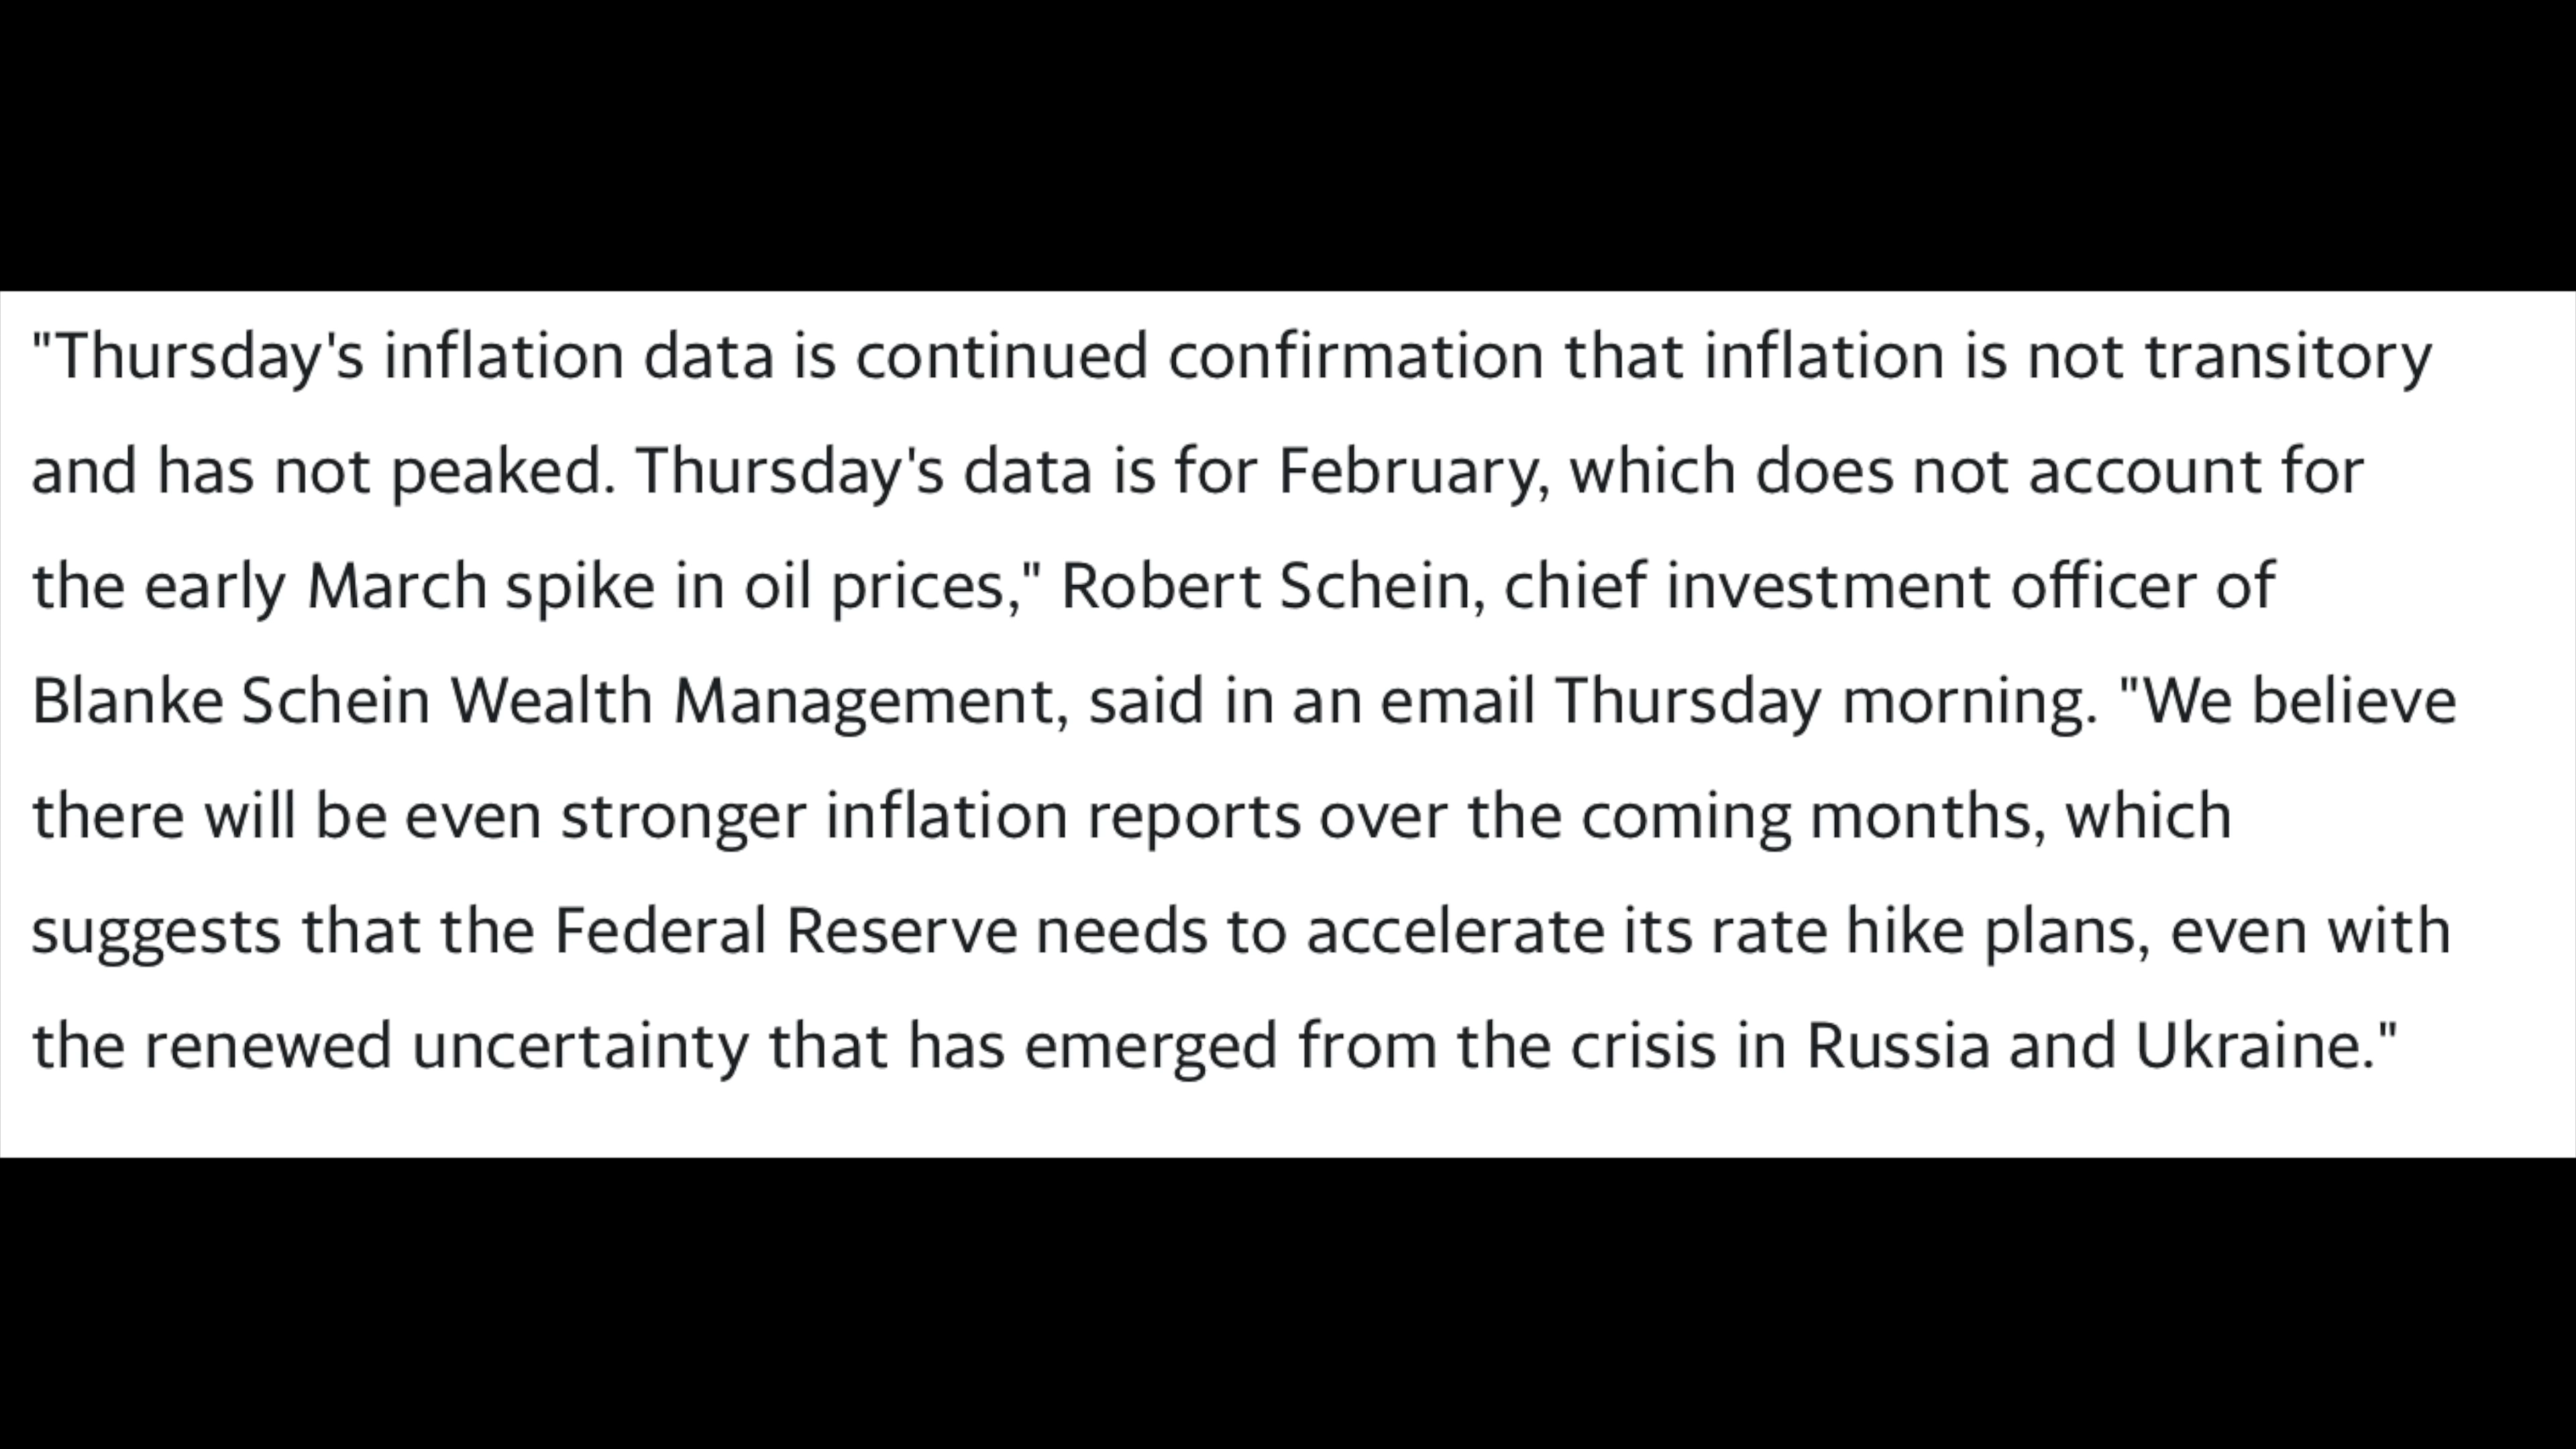 "Thursday's inflation data is continued confirmation that inflation is not transitory
and has not peaked. Thursday's data is for February, which does not account for
the early March spike in oil prices," Robert Schein, chief investment officer of
Blanke Schein Wealth Management, said in an email Thursday morning. "We believe
there will be even stronger inflation reports over the coming months, which
suggests that the Federal Reserve needs to accelerate its rate hike plans, even with
the renewed uncertainty that has emerged from the crisis in Russia and Ukraine."